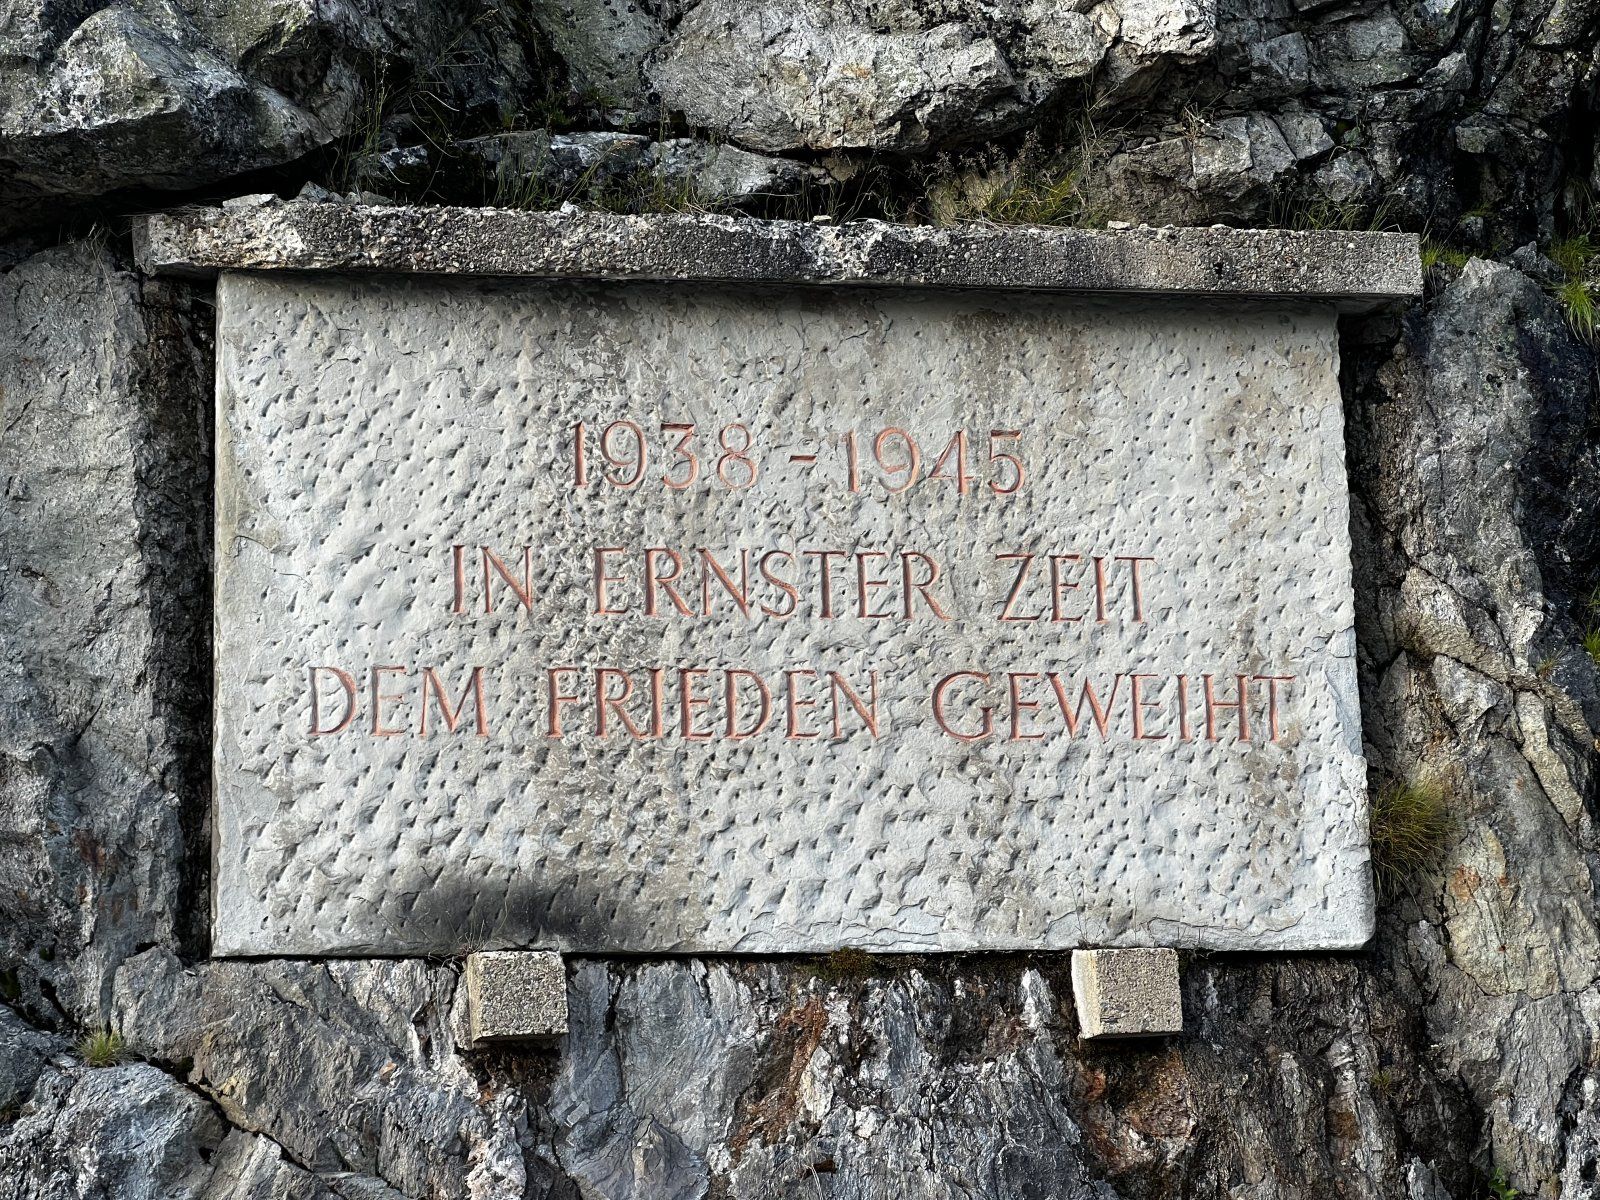 1938 - 1945
IN ERNSTER ZEIT
DEM FRIEDEN GEWEIHT